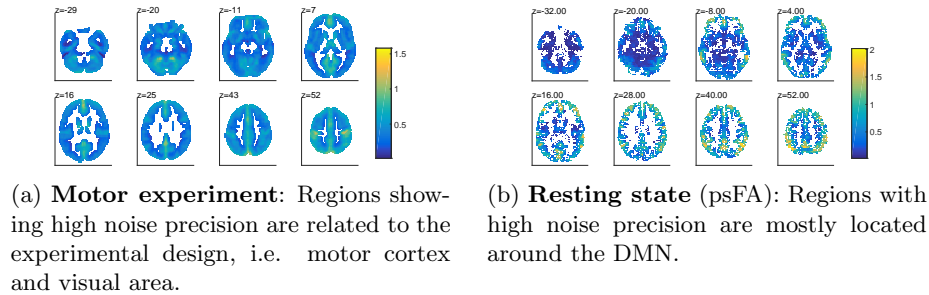 z=-29
z=-20
z=-11
z=7
z=16
z=25
z=43
z=52
1.5
1
0.5
z=-32.00
z=-20.00
z=-8.00
z=4.00
z=16.00
z=28.00
z=40.00
z=52.00
2
1.5
1
0.5
(a) Motor experiment: Regions show-
ing high noise precision are related to the
experimental design, i.e. motor cortex
and visual area.
(b) Resting state (psFA): Regions with
high noise precision are mostly located
around the DMN.